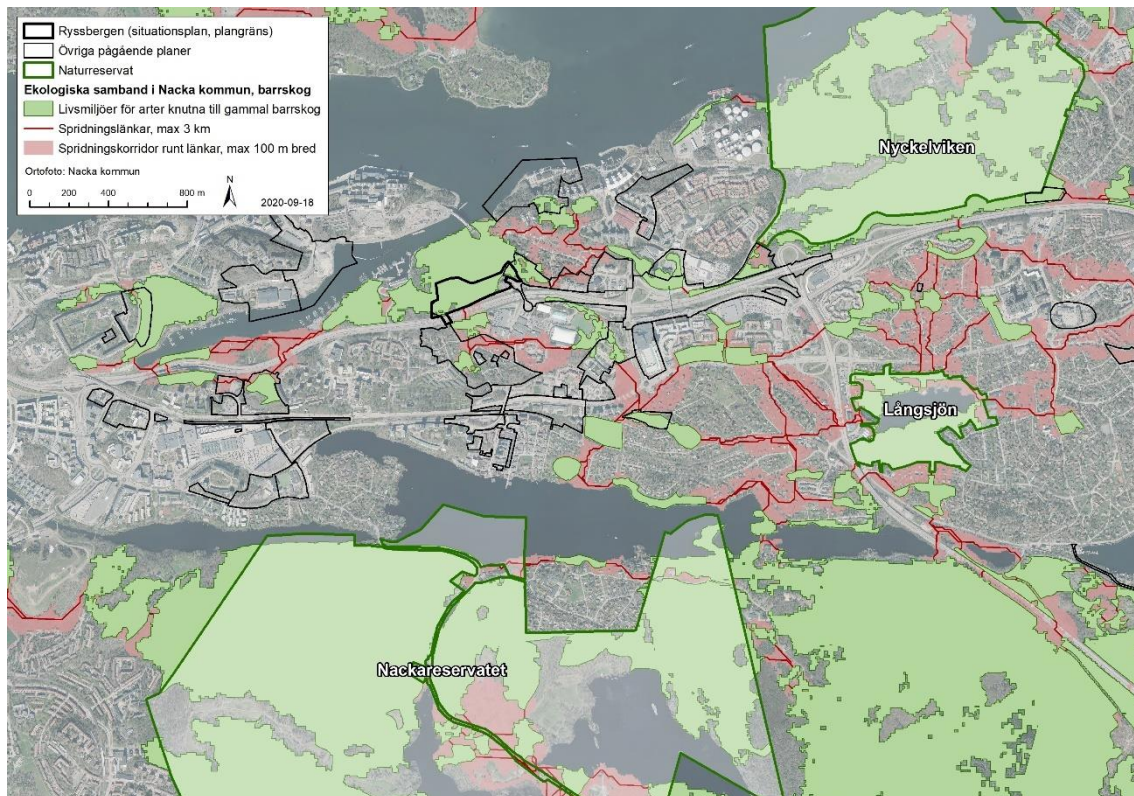 Ryssbergen (situationsplan, plangräns)
Övriga pågående planer
Naturreservat
Ekologiska samband i Nacka kommun, barrskog
Livsmiljöer för arter knutna till gammal barrskog
Spridningslänkar, max 3 km
Spridningskorridor runt länkar, max 100 m bred
Ortofoto: Nacka kommun
N
0 200 400 800 m
2020-09-18
Nyckelviken
Långsjön
Nackareservatet